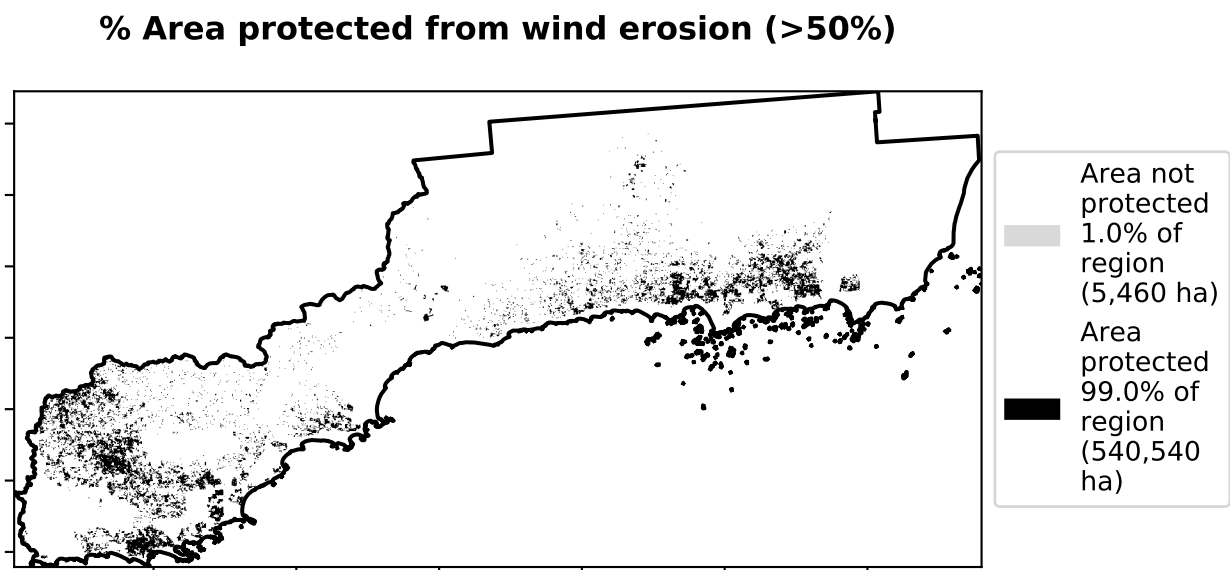 % Area protected from wind erosion (>50%)
Area not
protected
1.0% of
region
(5,460 ha)
Area
protected
99.0% of
region
(540,540
ha)